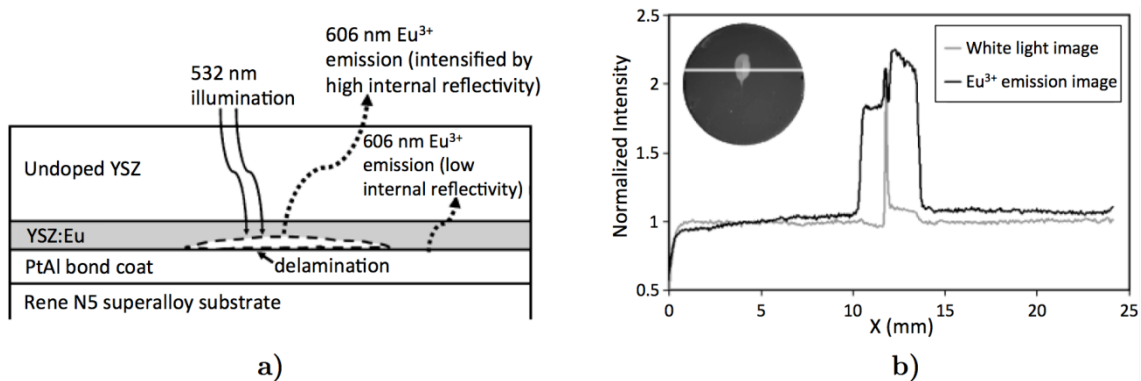 606 nm Eu³⁺
emission (intensified by
high internal reflectivity)
532 nm
illumination
606 nm Eu³⁺
emission (low
internal reflectivity)
Undoped YSZ
YSZ:Eu
PtAl bond coat
delamination
Rene N5 superalloy substrate
a)
Normalized Intensity
2.5
2
1.5
1
0.5
0
5
10
15
20
25
X (mm)
White light image
Eu³⁺ emission image
b)